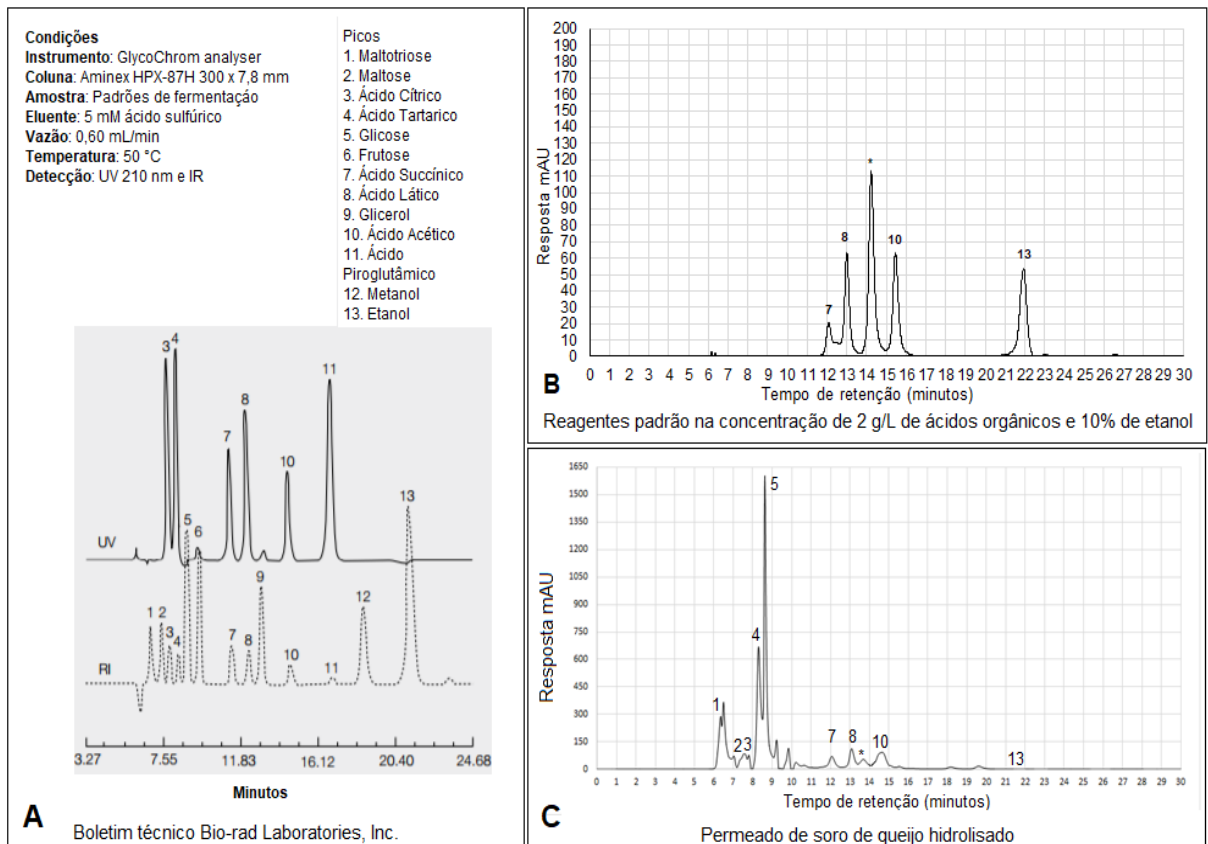 Condições
Instrumento: GlycoChrom analyser
Coluna: Aminex HPX-87H 300 x 7,8 mm
Amostra: Padrões de fermentação
Eluente: 5 mM ácido sulfúrico
Vazão: 0,60 mL/min
Temperatura: 50 °C
Detecção: UV 210 nm e IR
Picos
1. Maltotriose
2. Maltose
3. Ácido Cítrico
4. Ácido Tartarico
5. Glicose
6. Frutose
7. Ácido Succínico
8. Ácido Lático
9. Glicerol
10. Ácido Acético
11. Ácido
Piroglutâmico
12. Metanol
13. Etanol
3 4 7 8 10 11
UV
5 6 13
1 2 3 4 7 8 9 10 11 12
RI
3.27 7.55 11.83 16.12 20.40 24.68
Minutos
A
Boletim técnico Bio-rad Laboratories, Inc.
Resposta mAU
200
190
180
170
160
150
140
130
120
110
100
90
80
70
60
50
40
30
20
10
0
7 8 * 10 13
0 1 2 3 4 5 6 7 8 9 10 11 12 13 14 15 16 17 18 19 20 21 22 23 24 25 26 27 28 29 30
Tempo de retenção (minutos)
B
Reagentes padrão na concentração de 2 g/L de ácidos orgânicos e 10% de etanol
Resposta mAU
1650
1500
1350
1200
1050
900
750
600
450
300
150
0
1 2 3 4 5 7 8 * 10 13
0 1 2 3 4 5 6 7 8 9 10 11 12 13 14 15 16 17 18 19 20 21 22 23 24 25 26 27 28 29 30
Tempo de retenção (minutos)
C
Permeado de soro de queijo hidrolisado